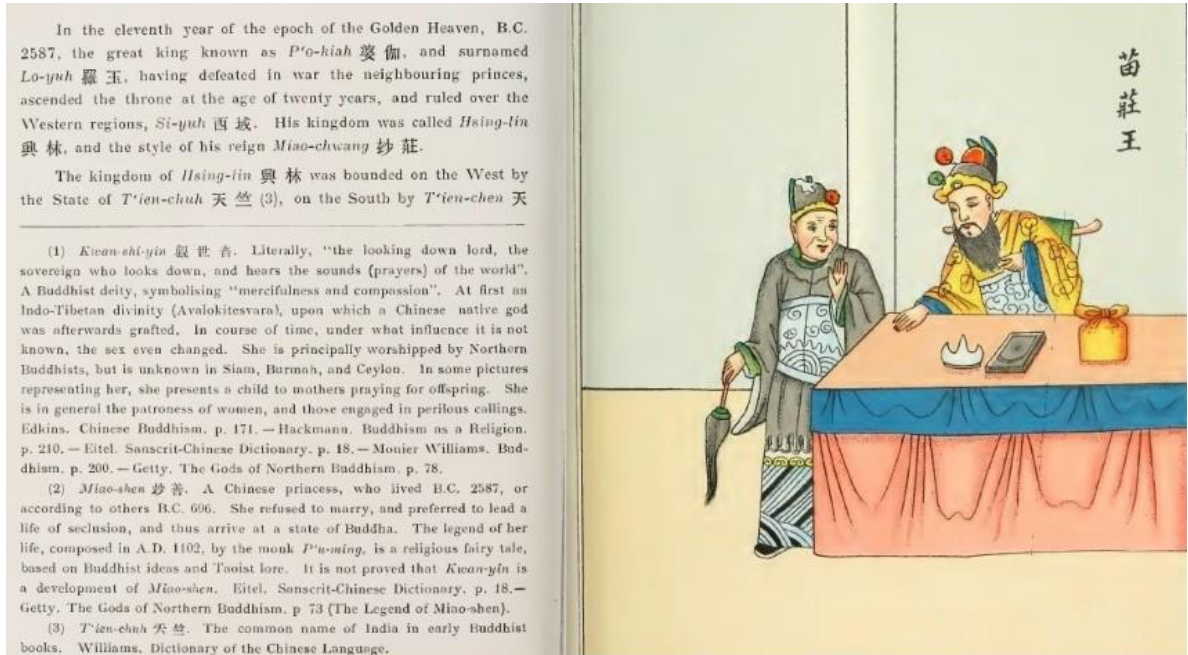 In the eleventh year of the epoch of the Golden Heaven, B.C.
2587, the great king known as P'o-kiah 婆伽, and surnamed
Lo-yuh 羅玉, having defeated in war the neighbouring princes,
ascended the throne at the age of twenty years, and ruled over the
Western regions, Si-yuh 西域. His kingdom was called Hsing-lin
興林, and the style of his reign Miao-chwang 妙莊.
The kingdom of Hsing-lin 興林 was bounded on the West by
the State of T'ien-chuh 天竺 (3), on the South by T'ien-chen 天
(1) Kwan-shi-yin 觀世音. Literally, "the looking down lord, the
sovereign who looks down, and hears the sounds (prayers) of the world".
A Buddhist deity, symbolising "mercifulness and compassion". At first an
Indo-Tibetan divinity (Avalokitesvara), upon which a Chinese native god
was afterwards grafted. In course of time, under what influence it is not
known, the sex even changed. She is principally worshipped by Northern
Buddhists, but is unknown in Siam, Burmah, and Ceylon. In some pictures
representing her, she presents a child to mothers praying for offspring. She
is in general the patroness of women, and those engaged in perilous callings.
Edkins. Chinese Buddhism. p. 171. — Hackmann. Buddhism as a Religion.
p. 210. — Eitel. Sanscrit-Chinese Dictionary. p. 18. — Monier Williams. Bud-
dhism. p. 200. — Getty. The Gods of Northern Buddhism. p. 78.
(2) Miao-shen 妙善. A Chinese princess, who lived B.C. 2587, or
according to others B.C. 696. She refused to marry, and preferred to lead a
life of seclusion, and thus arrive at a state of Buddha. The legend of her
life, composed in A.D. 1102, by the monk P'u-ming, is a religious fairy tale,
based on Buddhist ideas and Taoist lore. It is not proved that Kwan-yin is
a development of Miao-shen. Eitel. Sanscrit-Chinese Dictionary. p. 18.—
Getty. The Gods of Northern Buddhism. p 73 (The Legend of Miao-shen).
(3) T'ien-chuh 天竺. The common name of India in early Buddhist
books. Williams. Dictionary of the Chinese Language.
苗莊王